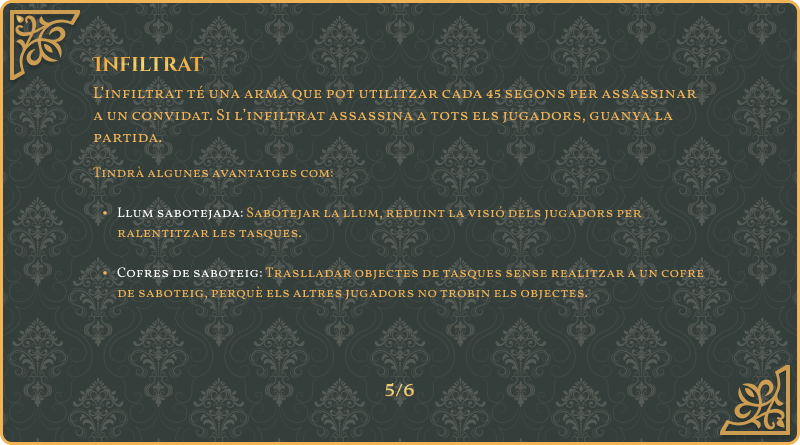 Infiltrat
L'infiltrat té una arma que pot utilitzar cada 45 segons per assassinar
a un convidat. Si l'infiltrat assassina a tots els jugadors, guanya la
partida.
Tindrà algunes avantatges com:
• Llum sabotejada: Sabotejar la llum, reduint la visió dels jugadors per
ralentitzar les tasques.
• Cofres de saboteig: Traslladar objectes de tasques sense realitzar a un cofre
de saboteig, perquè els altres jugadors no trobin els objectes.
5/6